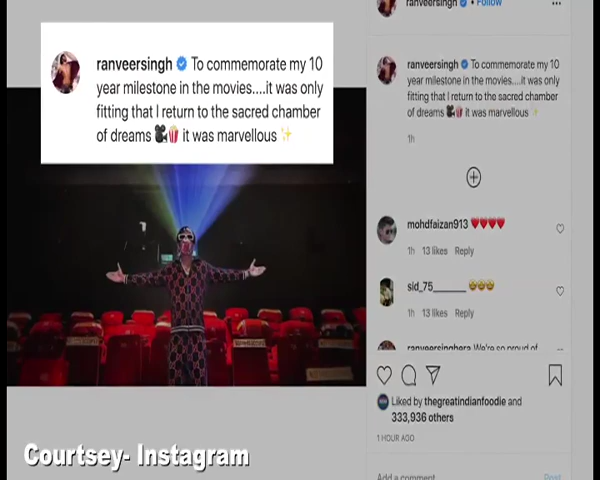 ranveersingh • Follow
ranveersingh To commemorate my 10
year milestone in the movies....it was only
fitting that I return to the sacred chamber
of dreams 🎥🍿 it was marvellous ✨
ranveersingh To commemorate my 10
year milestone in the movies....it was only
fitting that I return to the sacred chamber
of dreams 🎥🍿 it was marvellous ✨
1h
mohdfaizan913 ❤️❤️❤️❤️
1h 13 likes Reply
sid_75________ 🤩🤩🤩
1h 13 likes Reply
ranveersinghera We're so proud of
Liked by thegreatindianfoodie and
333,936 others
1 HOUR AGO
Add a comment... Post
Courtsey- Instagram